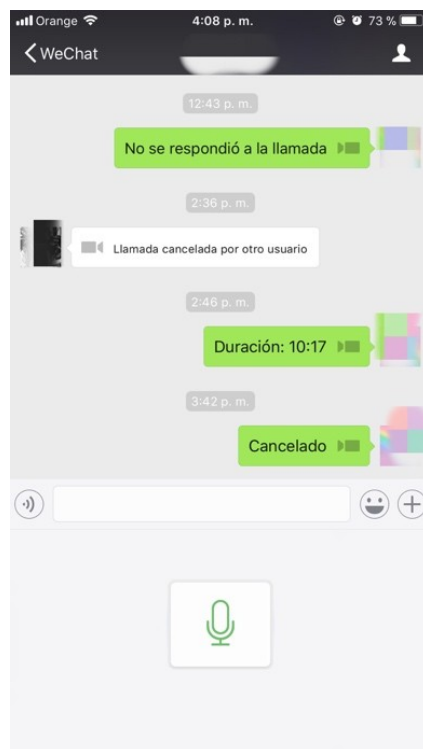 Orange 4:08 p. m. 73 %
WeChat
12:43 p. m.
No se respondió a la llamada
2:36 p. m.
Llamada cancelada por otro usuario
2:46 p. m.
Duración: 10:17
3:42 p. m.
Cancelado